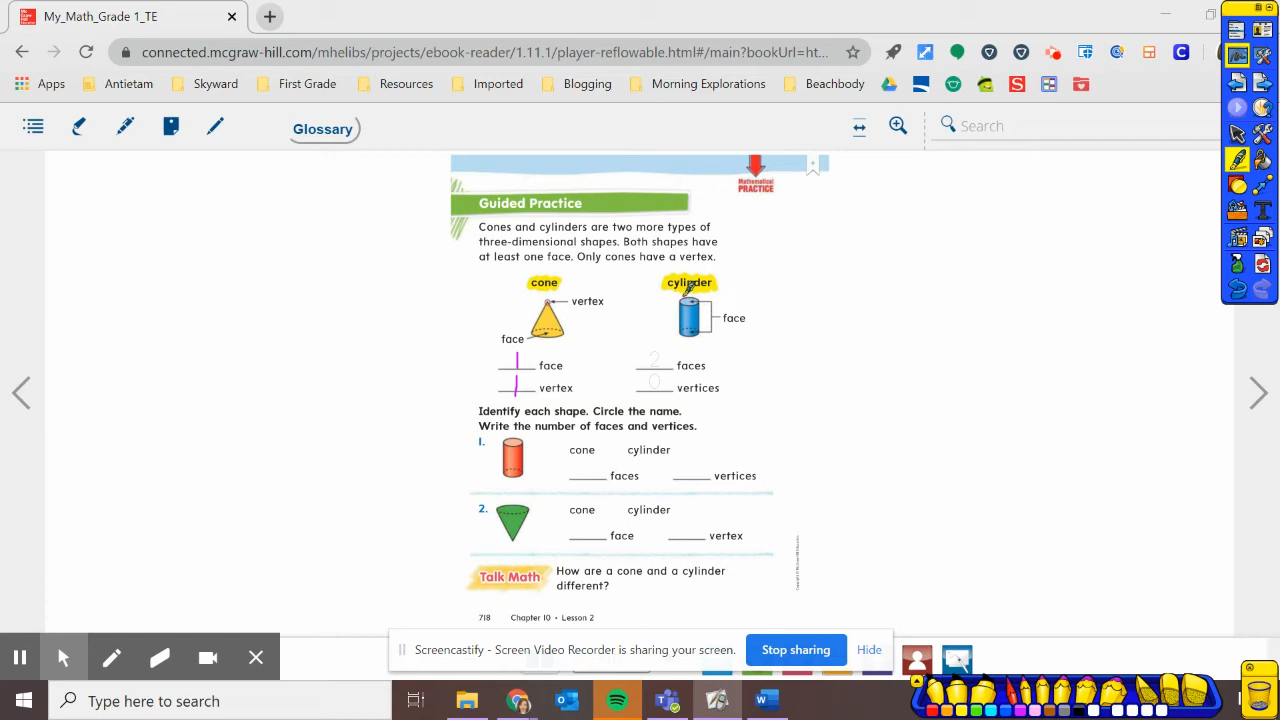 My_Math_Grade 1_TE
connected.mcgraw-hill.com/mhelibs/projects/ebook-reader/1.11.1/player-reflowable.html#/main?bookUrl=ht...
Apps Antietam Skyward First Grade Resources Imported Blogging Morning Explorations Beachbody
Glossary
Search
Mathematical
PRACTICE
Guided Practice
Cones and cylinders are two more types of
three-dimensional shapes. Both shapes have
at least one face. Only cones have a vertex.
cone cylinder
vertex
face
face
1 face 2 faces
1 vertex 0 vertices
Identify each shape. Circle the name.
Write the number of faces and vertices.
1. cone cylinder
____ faces ____ vertices
2. cone cylinder
____ face ____ vertex
Talk Math How are a cone and a cylinder
different?
718 Chapter 10 • Lesson 2
Screencastify - Screen Video Recorder is sharing your screen. Stop sharing Hide
Type here to search